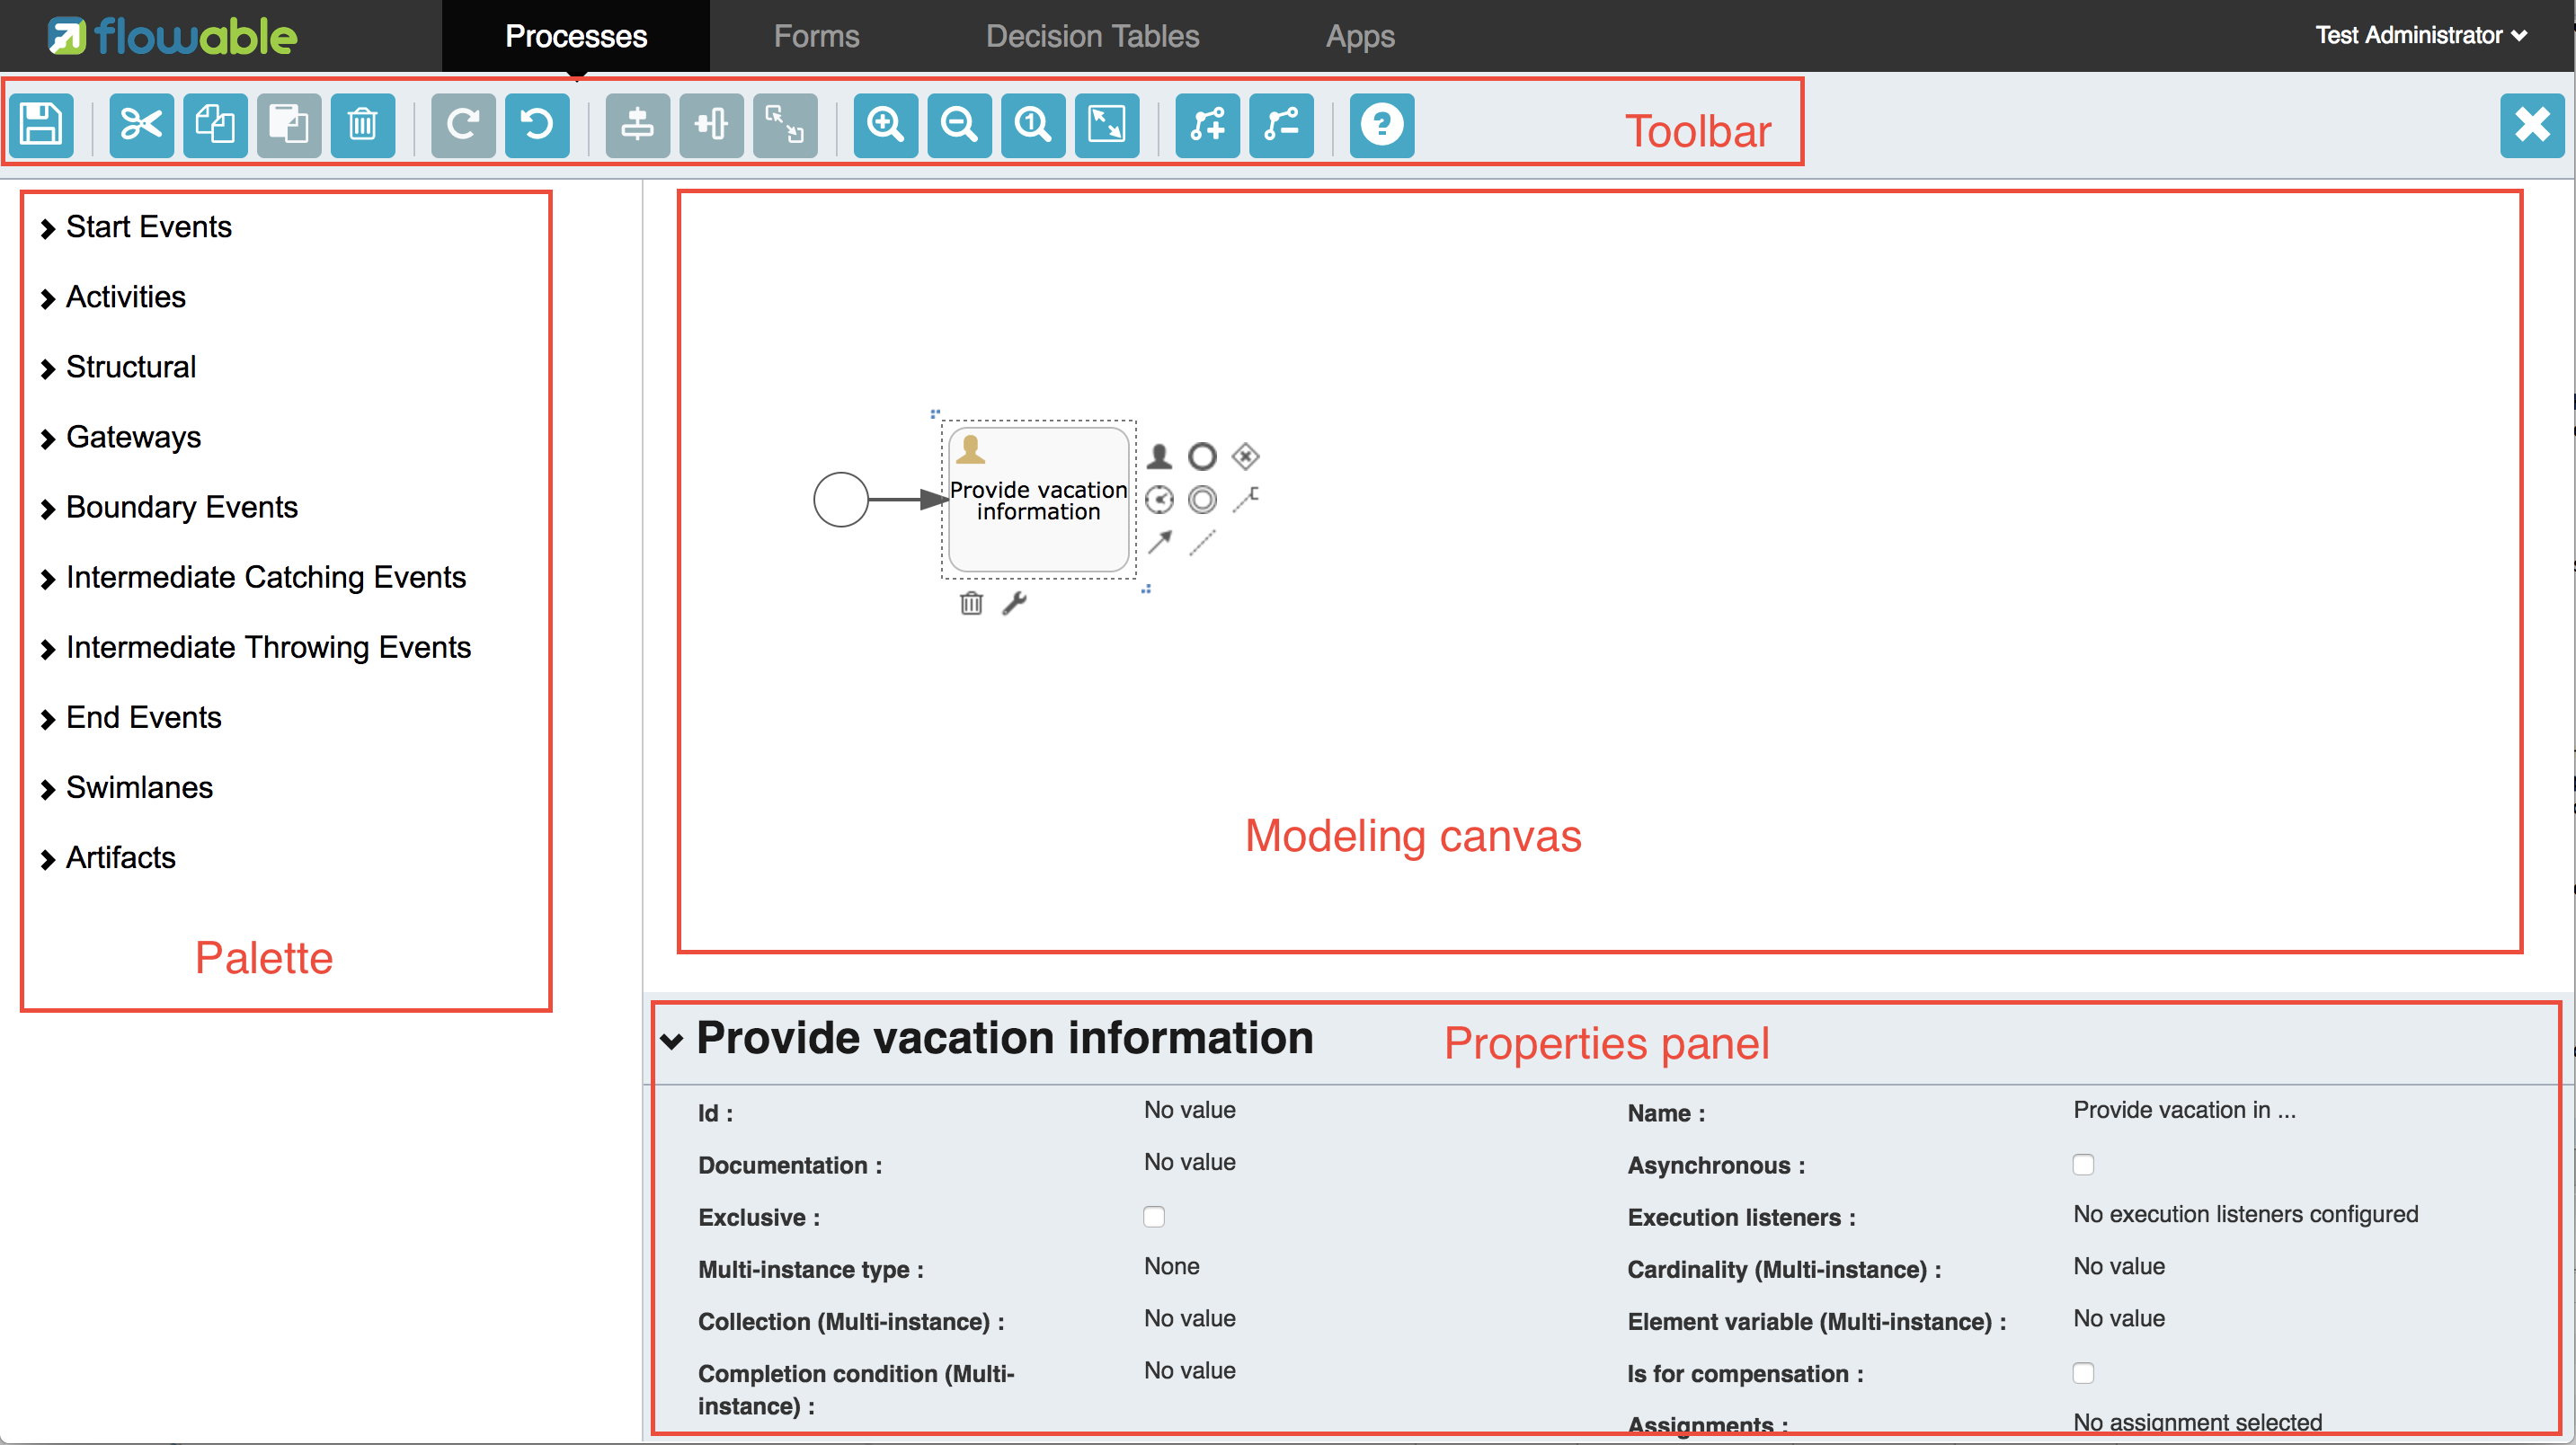 flowable
Processes
Forms
Decision Tables
Apps
Test Administrator
1
?
Toolbar
Start Events
Activities
Structural
Gateways
Boundary Events
Intermediate Catching Events
Intermediate Throwing Events
End Events
Swimlanes
Artifacts
Palette
Provide vacation
information
Modeling canvas
Provide vacation information
Properties panel
Id :
No value
Name :
Provide vacation in ...
Documentation :
No value
Asynchronous :
Exclusive :
Execution listeners :
No execution listeners configured
Multi-instance type :
None
Cardinality (Multi-instance) :
No value
Collection (Multi-instance) :
No value
Element variable (Multi-instance) :
No value
Completion condition (Multi-
instance) :
No value
Is for compensation :
Assignments :
No assignment selected